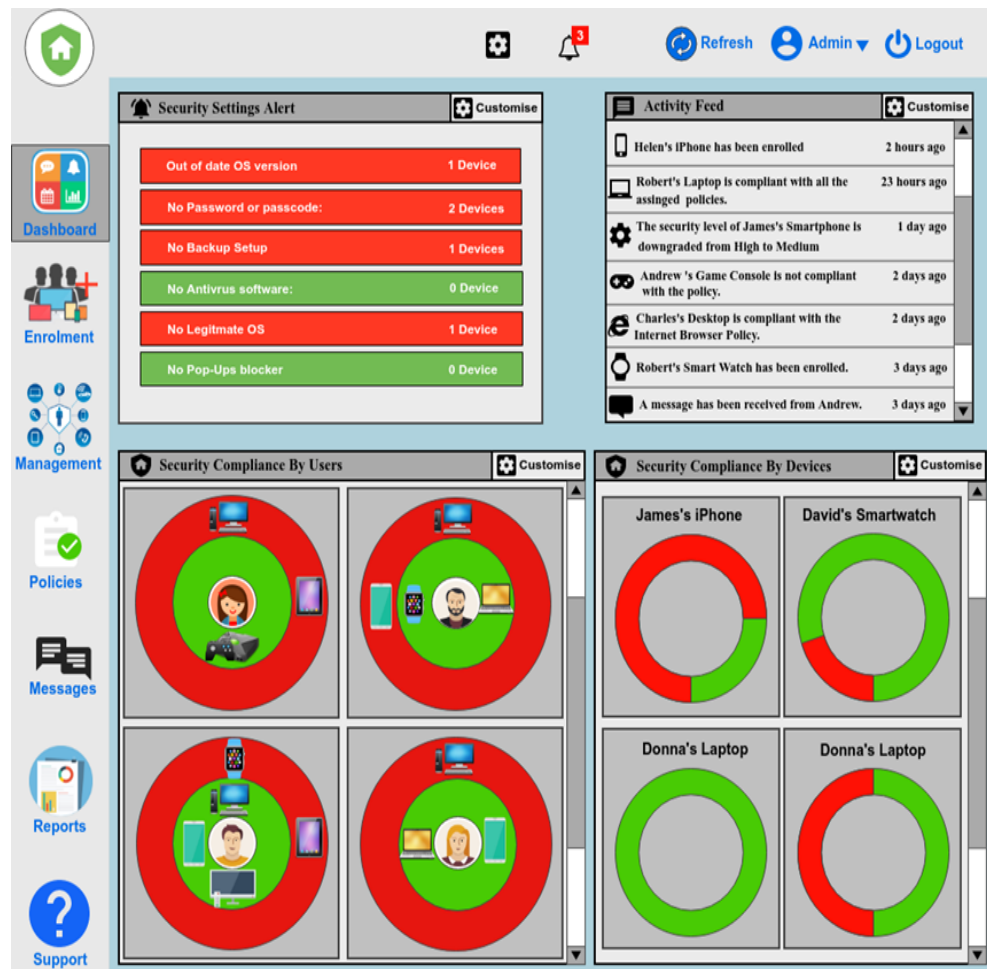 3
Refresh
Admin
Logout
Dashboard
Enrolment
Management
Policies
Messages
Reports
Support
Security Settings Alert
Customise
Out of date OS version 1 Device
No Password or passcode: 2 Devices
No Backup Setup 1 Devices
No Antivrus software: 0 Device
No Legitmate OS 1 Device
No Pop-Ups blocker 0 Device
Activity Feed
Customise
Helen's iPhone has been enrolled 2 hours ago
Robert's Laptop is compliant with all the 23 hours ago
assinged policies.
The security level of James's Smartphone is 1 day ago
downgraded from High to Medium
Andrew 's Game Console is not compliant 2 days ago
with the policy.
Charles's Desktop is compliant with the 2 days ago
Internet Browser Policy.
Robert's Smart Watch has been enrolled. 3 days ago
A message has been received from Andrew. 3 days ago
Security Compliance By Users
Customise
Security Compliance By Devices
Customise
James's iPhone
David's Smartwatch
Donna's Laptop
Donna's Laptop